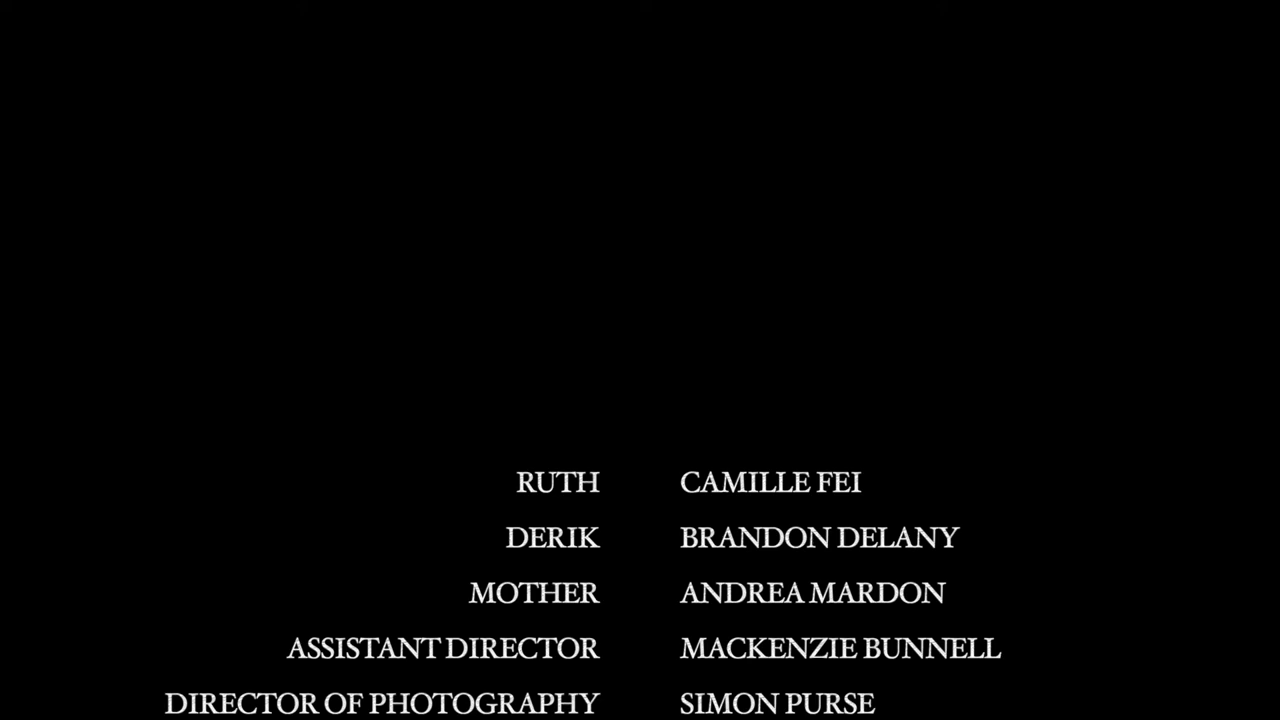 RUTH CAMILLE FEI
DERIK BRANDON DELANY
MOTHER ANDREA MARDON
ASSISTANT DIRECTOR MACKENZIE BUNNELL
DIRECTOR OF PHOTOGRAPHY SIMON PURSE